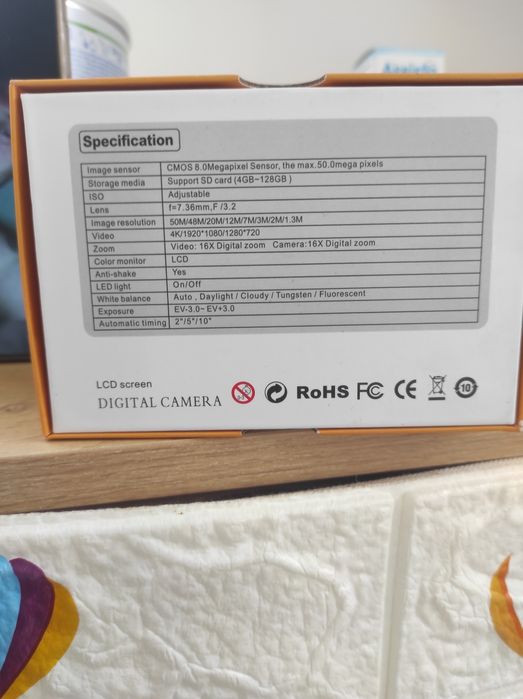 Specification
Image sensor CMOS 8.0Megapixel Sensor, the max.50.0mega pixels
Storage media Support SD card (4GB~128GB )
ISO Adjustable
Lens f=7.36mm,F /3.2
Image resolution 50M/48M/20M/12M/7M/3M/2M/1.3M
Video 4K/1920*1080/1280*720
Zoom Video: 16X Digital zoom Camera:16X Digital zoom
Color monitor LCD
Anti-shake Yes
LED light On/Off
White balance Auto , Daylight / Cloudy / Tungsten / Fluorescent
Exposure EV-3.0~ EV+3.0
Automatic timing 2"/5"/10"
LCD screen
DIGITAL CAMERA RoHS FC CE 10